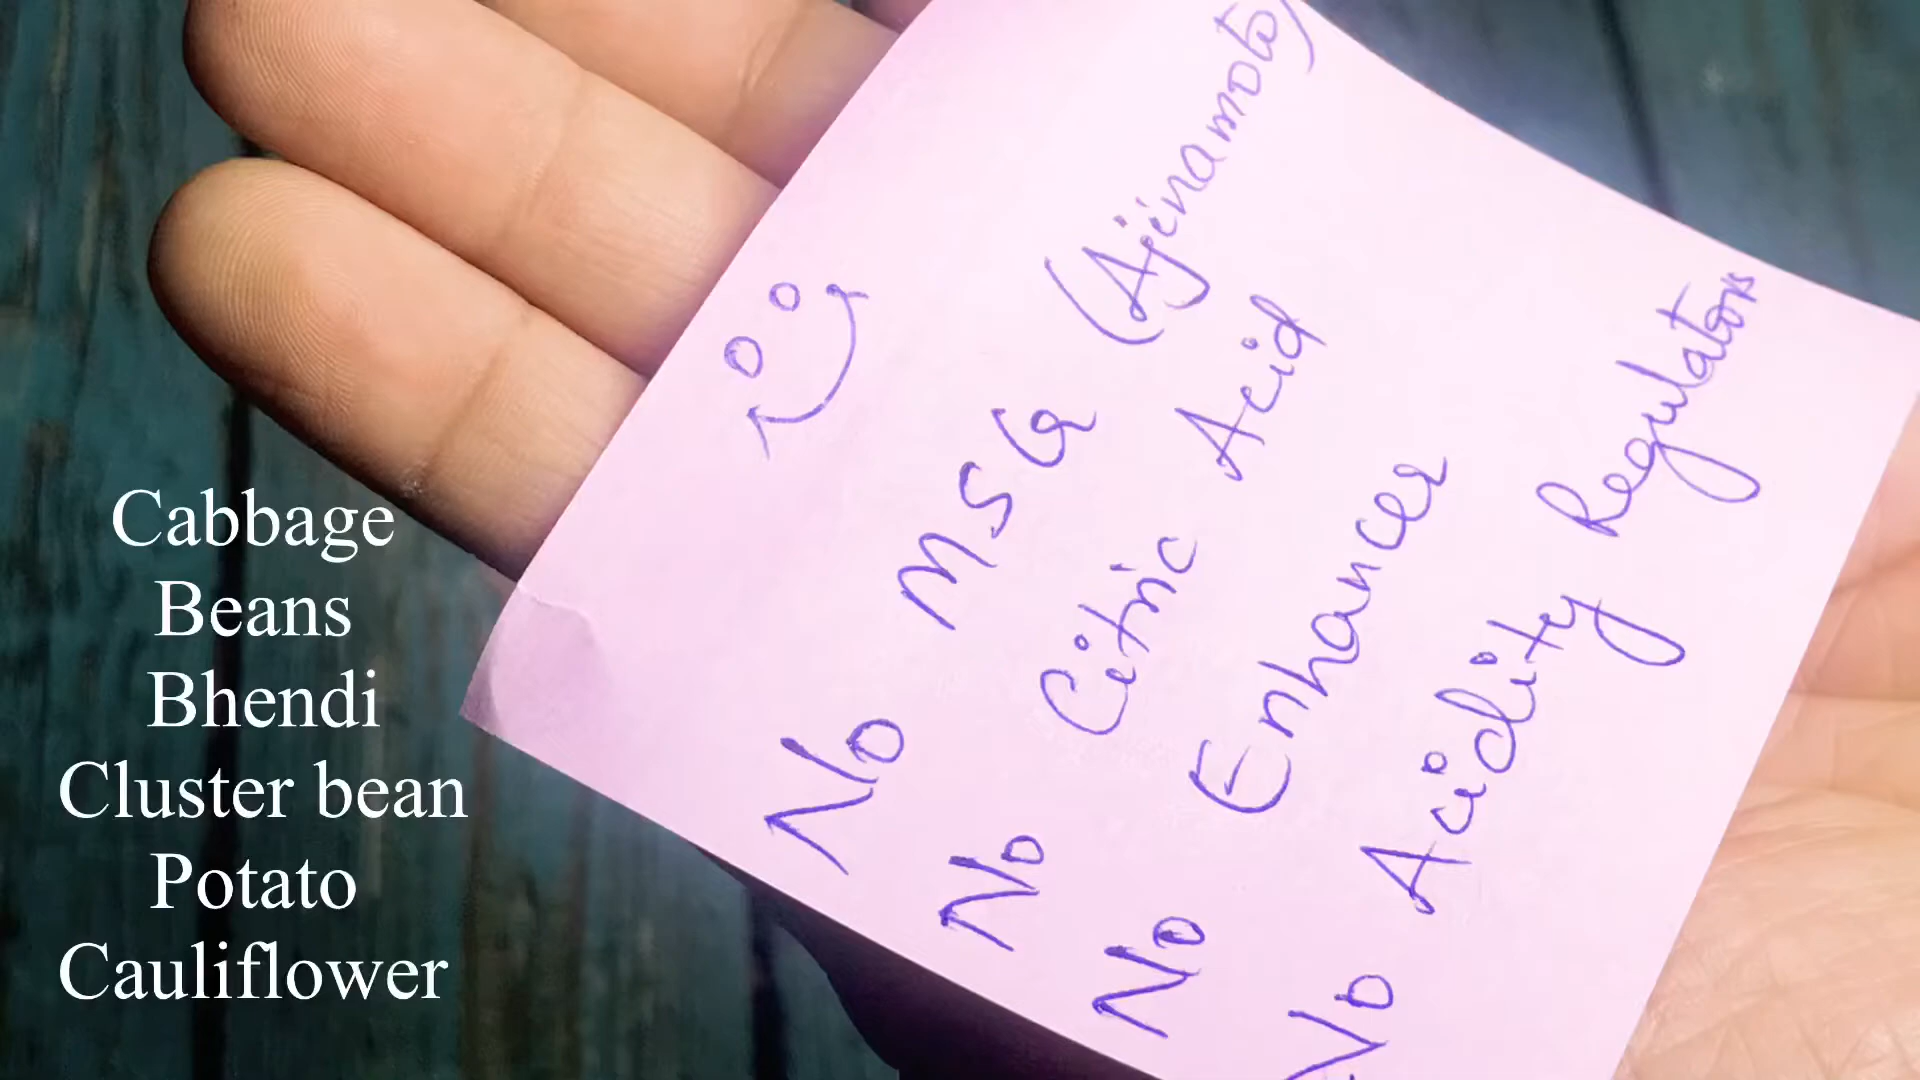 No MSG (Ajinamoto)
No Citric Acid
No Enhancer
No Acidity Regulators
Cabbage
Beans
Bhendi
Cluster bean
Potato
Cauliflower